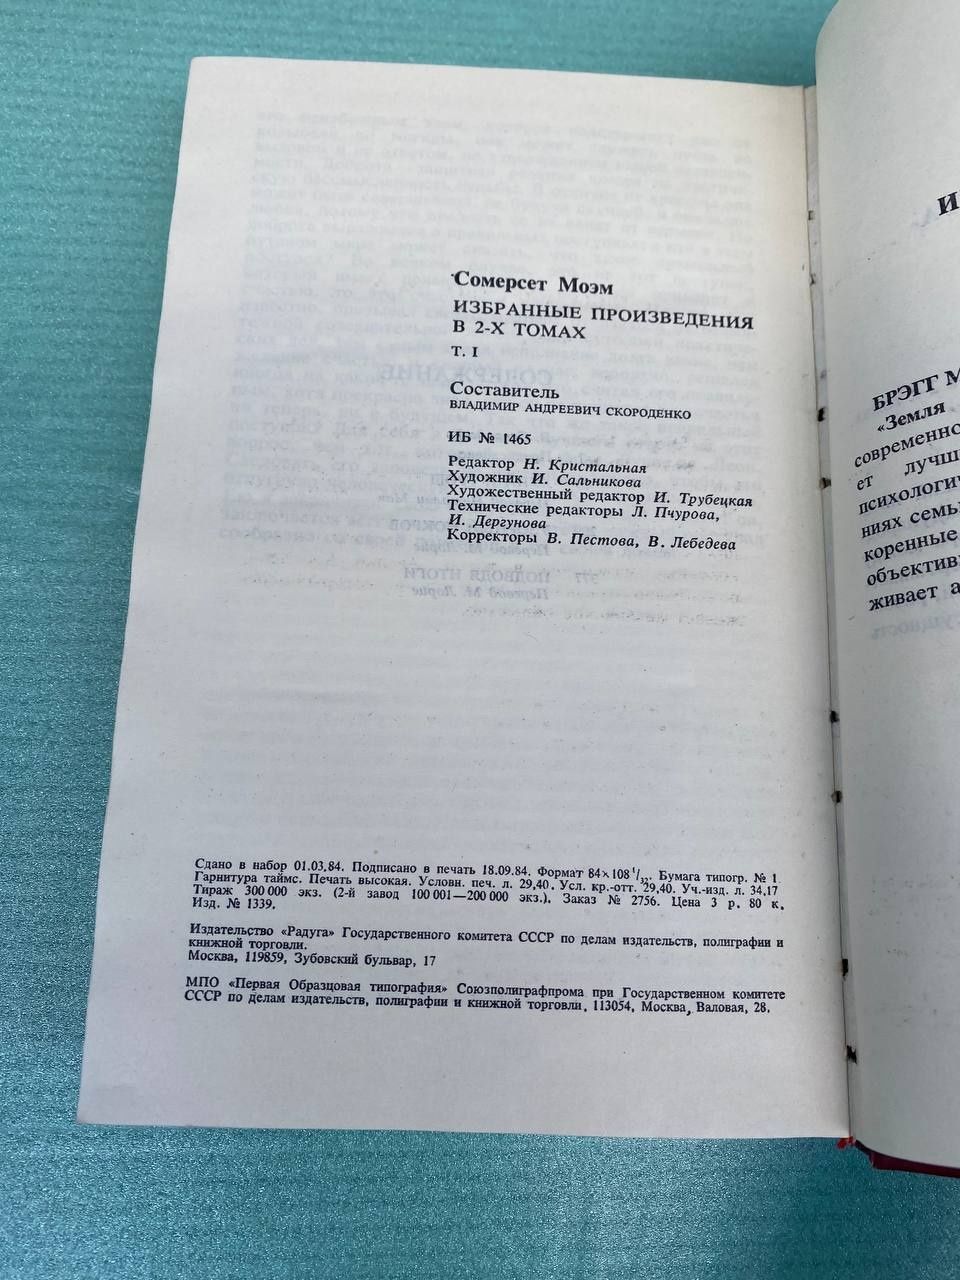 Сомерсет Моэм
ИЗБРАННЫЕ ПРОИЗВЕДЕНИЯ
В 2-Х ТОМАХ
Т. I
Составитель
ВЛАДИМИР АНДРЕЕВИЧ СКОРОДЕНКО
ИБ № 1465
Редактор Н. Кристальная
Художник И. Сальникова
Художественный редактор И. Трубецкая
Технические редакторы Л. Пчурова,
И. Дергунова
Корректоры В. Пестова, В. Лебедева
Сдано в набор 01.03.84. Подписано в печать 18.09.84. Формат 84×108 1/32. Бумага типогр. № 1.
Гарнитура таймс. Печать высокая. Условн. печ. л. 29,40. Усл. кр.-отт. 29,40. Уч.-изд. л. 34,17
Тираж 300 000 экз. (2-й завод 100 001—200 000 экз.). Заказ № 2756. Цена 3 р. 80 к.
Изд. № 1339.
Издательство «Радуга» Государственного комитета СССР по делам издательств, полиграфии и
книжной торговли.
Москва, 119859, Зубовский бульвар, 17
МПО «Первая Образцовая типография» Союзполиграфпрома при Государственном комитете
СССР по делам издательств, полиграфии и книжной торговли, 113054, Москва, Валовая, 28.
И
БРЭГГ М
«Земля
современно
ет лучш
психологич
ниях семь
коренные
объектив
живает а